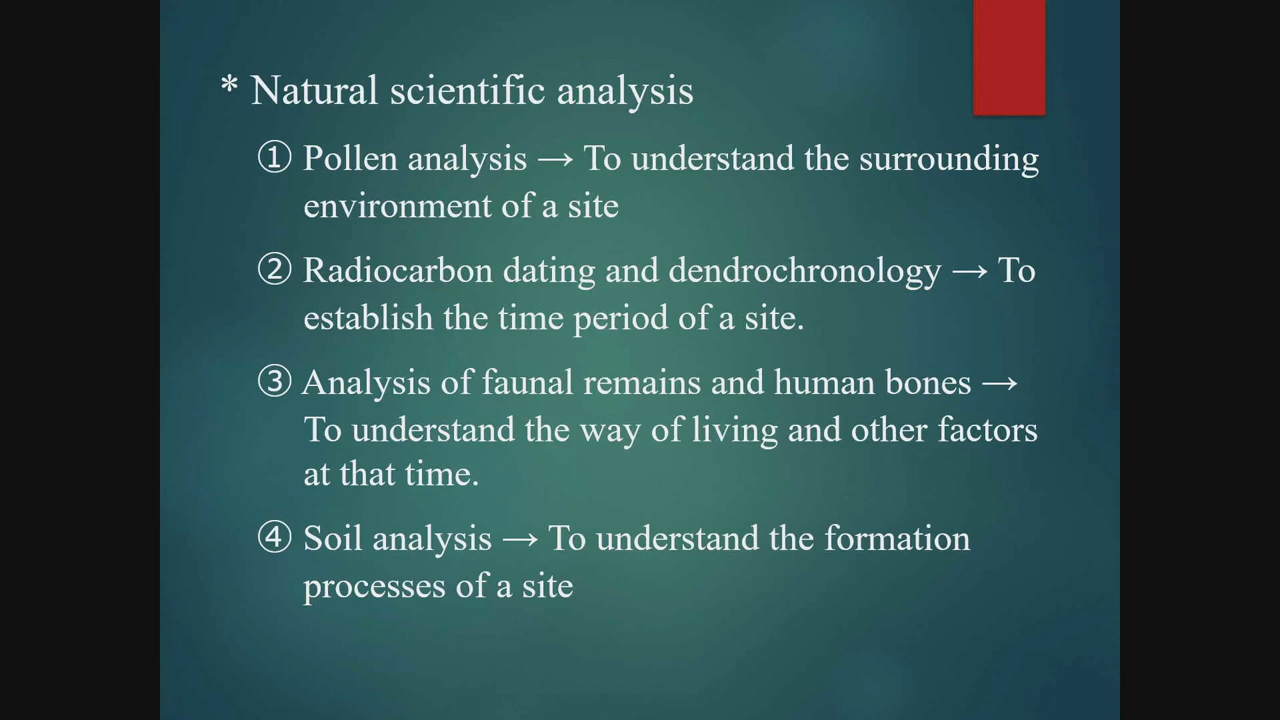 * Natural scientific analysis
① Pollen analysis → To understand the surrounding
environment of a site
② Radiocarbon dating and dendrochronology → To
establish the time period of a site.
③ Analysis of faunal remains and human bones →
To understand the way of living and other factors
at that time.
④ Soil analysis → To understand the formation
processes of a site